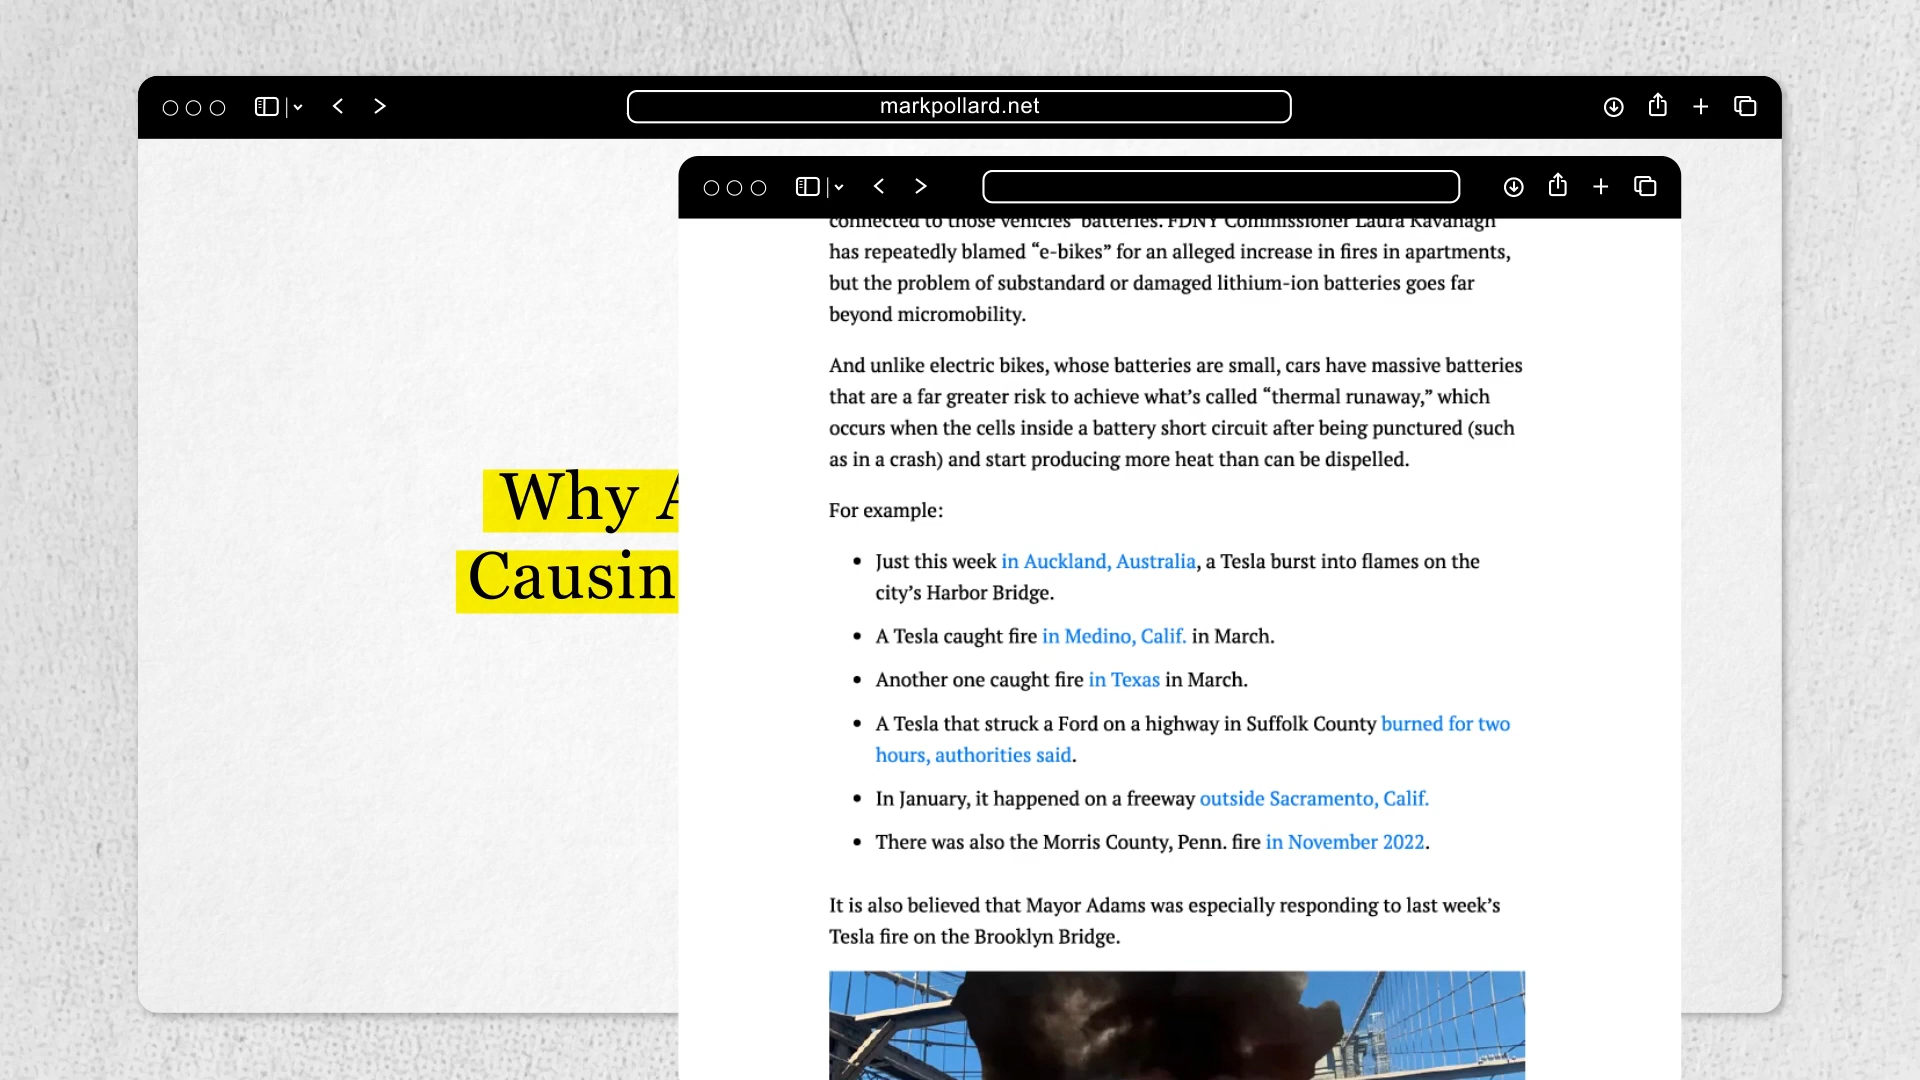 markpollard.net
Why A
Causin
connected to those vehicles' batteries. FDNY Commissioner Laura Kavanagh
has repeatedly blamed “e-bikes” for an alleged increase in fires in apartments,
but the problem of substandard or damaged lithium-ion batteries goes far
beyond micromobility.
And unlike electric bikes, whose batteries are small, cars have massive batteries
that are a far greater risk to achieve what’s called “thermal runaway,” which
occurs when the cells inside a battery short circuit after being punctured (such
as in a crash) and start producing more heat than can be dispelled.
For example:
• Just this week in Auckland, Australia, a Tesla burst into flames on the
city’s Harbor Bridge.
• A Tesla caught fire in Medino, Calif. in March.
• Another one caught fire in Texas in March.
• A Tesla that struck a Ford on a highway in Suffolk County burned for two
hours, authorities said.
• In January, it happened on a freeway outside Sacramento, Calif.
• There was also the Morris County, Penn. fire in November 2022.
It is also believed that Mayor Adams was especially responding to last week’s
Tesla fire on the Brooklyn Bridge.